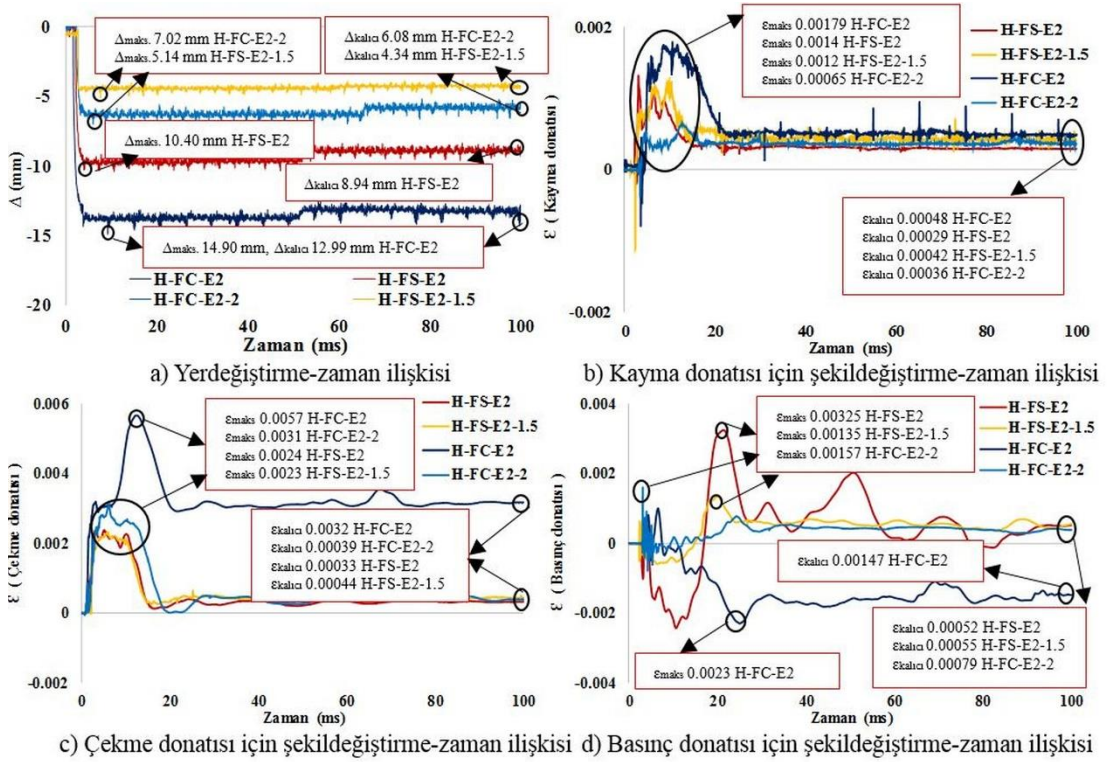 0
-5
-10
-15
-20
Δ (mm)
Δmaks. 7.02 mm H-FC-E2-2
Δmaks. 5.14 mm H-FS-E2-1.5
Δkalıcı 6.08 mm H-FC-E2-2
Δkalıcı 4.34 mm H-FS-E2-1.5
Δmaks. 10.40 mm H-FS-E2
Δkalıcı 8.94 mm H-FS-E2
Δmaks. 14.90 mm, Δkalıcı 12.99 mm H-FC-E2
H-FC-E2
H-FS-E2
H-FC-E2-2
H-FS-E2-1.5
0 20 40 60 80 100
Zaman (ms)
a) Yerdeğiştirme-zaman ilişkisi
0.002
0
-0.002
Ɛ ( Kayma donatısı)
εmaks 0.00179 H-FC-E2
εmaks 0.0014 H-FS-E2
εmaks 0.0012 H-FS-E2-1.5
εmaks 0.00065 H-FC-E2-2
H-FS-E2
H-FS-E2-1.5
H-FC-E2
H-FC-E2-2
εkalıcı 0.00048 H-FC-E2
εkalıcı 0.00029 H-FS-E2
εkalıcı 0.00042 H-FS-E2-1.5
εkalıcı 0.00036 H-FC-E2-2
0 20 40 60 80 100
Zaman (ms)
b) Kayma donatısı için şekildeğiştirme-zaman ilişkisi
0.006
0.004
0.002
0
-0.002
Ɛ ( Çekme donatısı)
εmaks 0.0057 H-FC-E2
εmaks 0.0031 H-FC-E2-2
εmaks 0.0024 H-FS-E2
εmaks 0.0023 H-FS-E2-1.5
H-FS-E2
H-FS-E2-1.5
H-FC-E2
H-FC-E2-2
εkalıcı 0.0032 H-FC-E2
εkalıcı 0.00039 H-FC-E2-2
εkalıcı 0.00033 H-FS-E2
εkalıcı 0.00044 H-FS-E2-1.5
0 20 40 60 80 100
Zaman (ms)
c) Çekme donatısı için şekildeğiştirme-zaman ilişkisi
0.004
0.002
0.000
-0.002
-0.004
Ɛ ( Basınç donatısı)
εmaks 0.00325 H-FS-E2
εmaks 0.00135 H-FS-E2-1.5
εmaks 0.00157 H-FC-E2-2
H-FS-E2
H-FS-E2-1.5
H-FC-E2
H-FC-E2-2
εkalıcı 0.00147 H-FC-E2
εmaks 0.0023 H-FC-E2
εkalıcı 0.00052 H-FS-E2
εkalıcı 0.00055 H-FS-E2-1.5
εkalıcı 0.00079 H-FC-E2-2
0 20 40 60 80 100
Zaman (ms)
d) Basınç donatısı için şekildeğiştirme-zaman ilişkisi